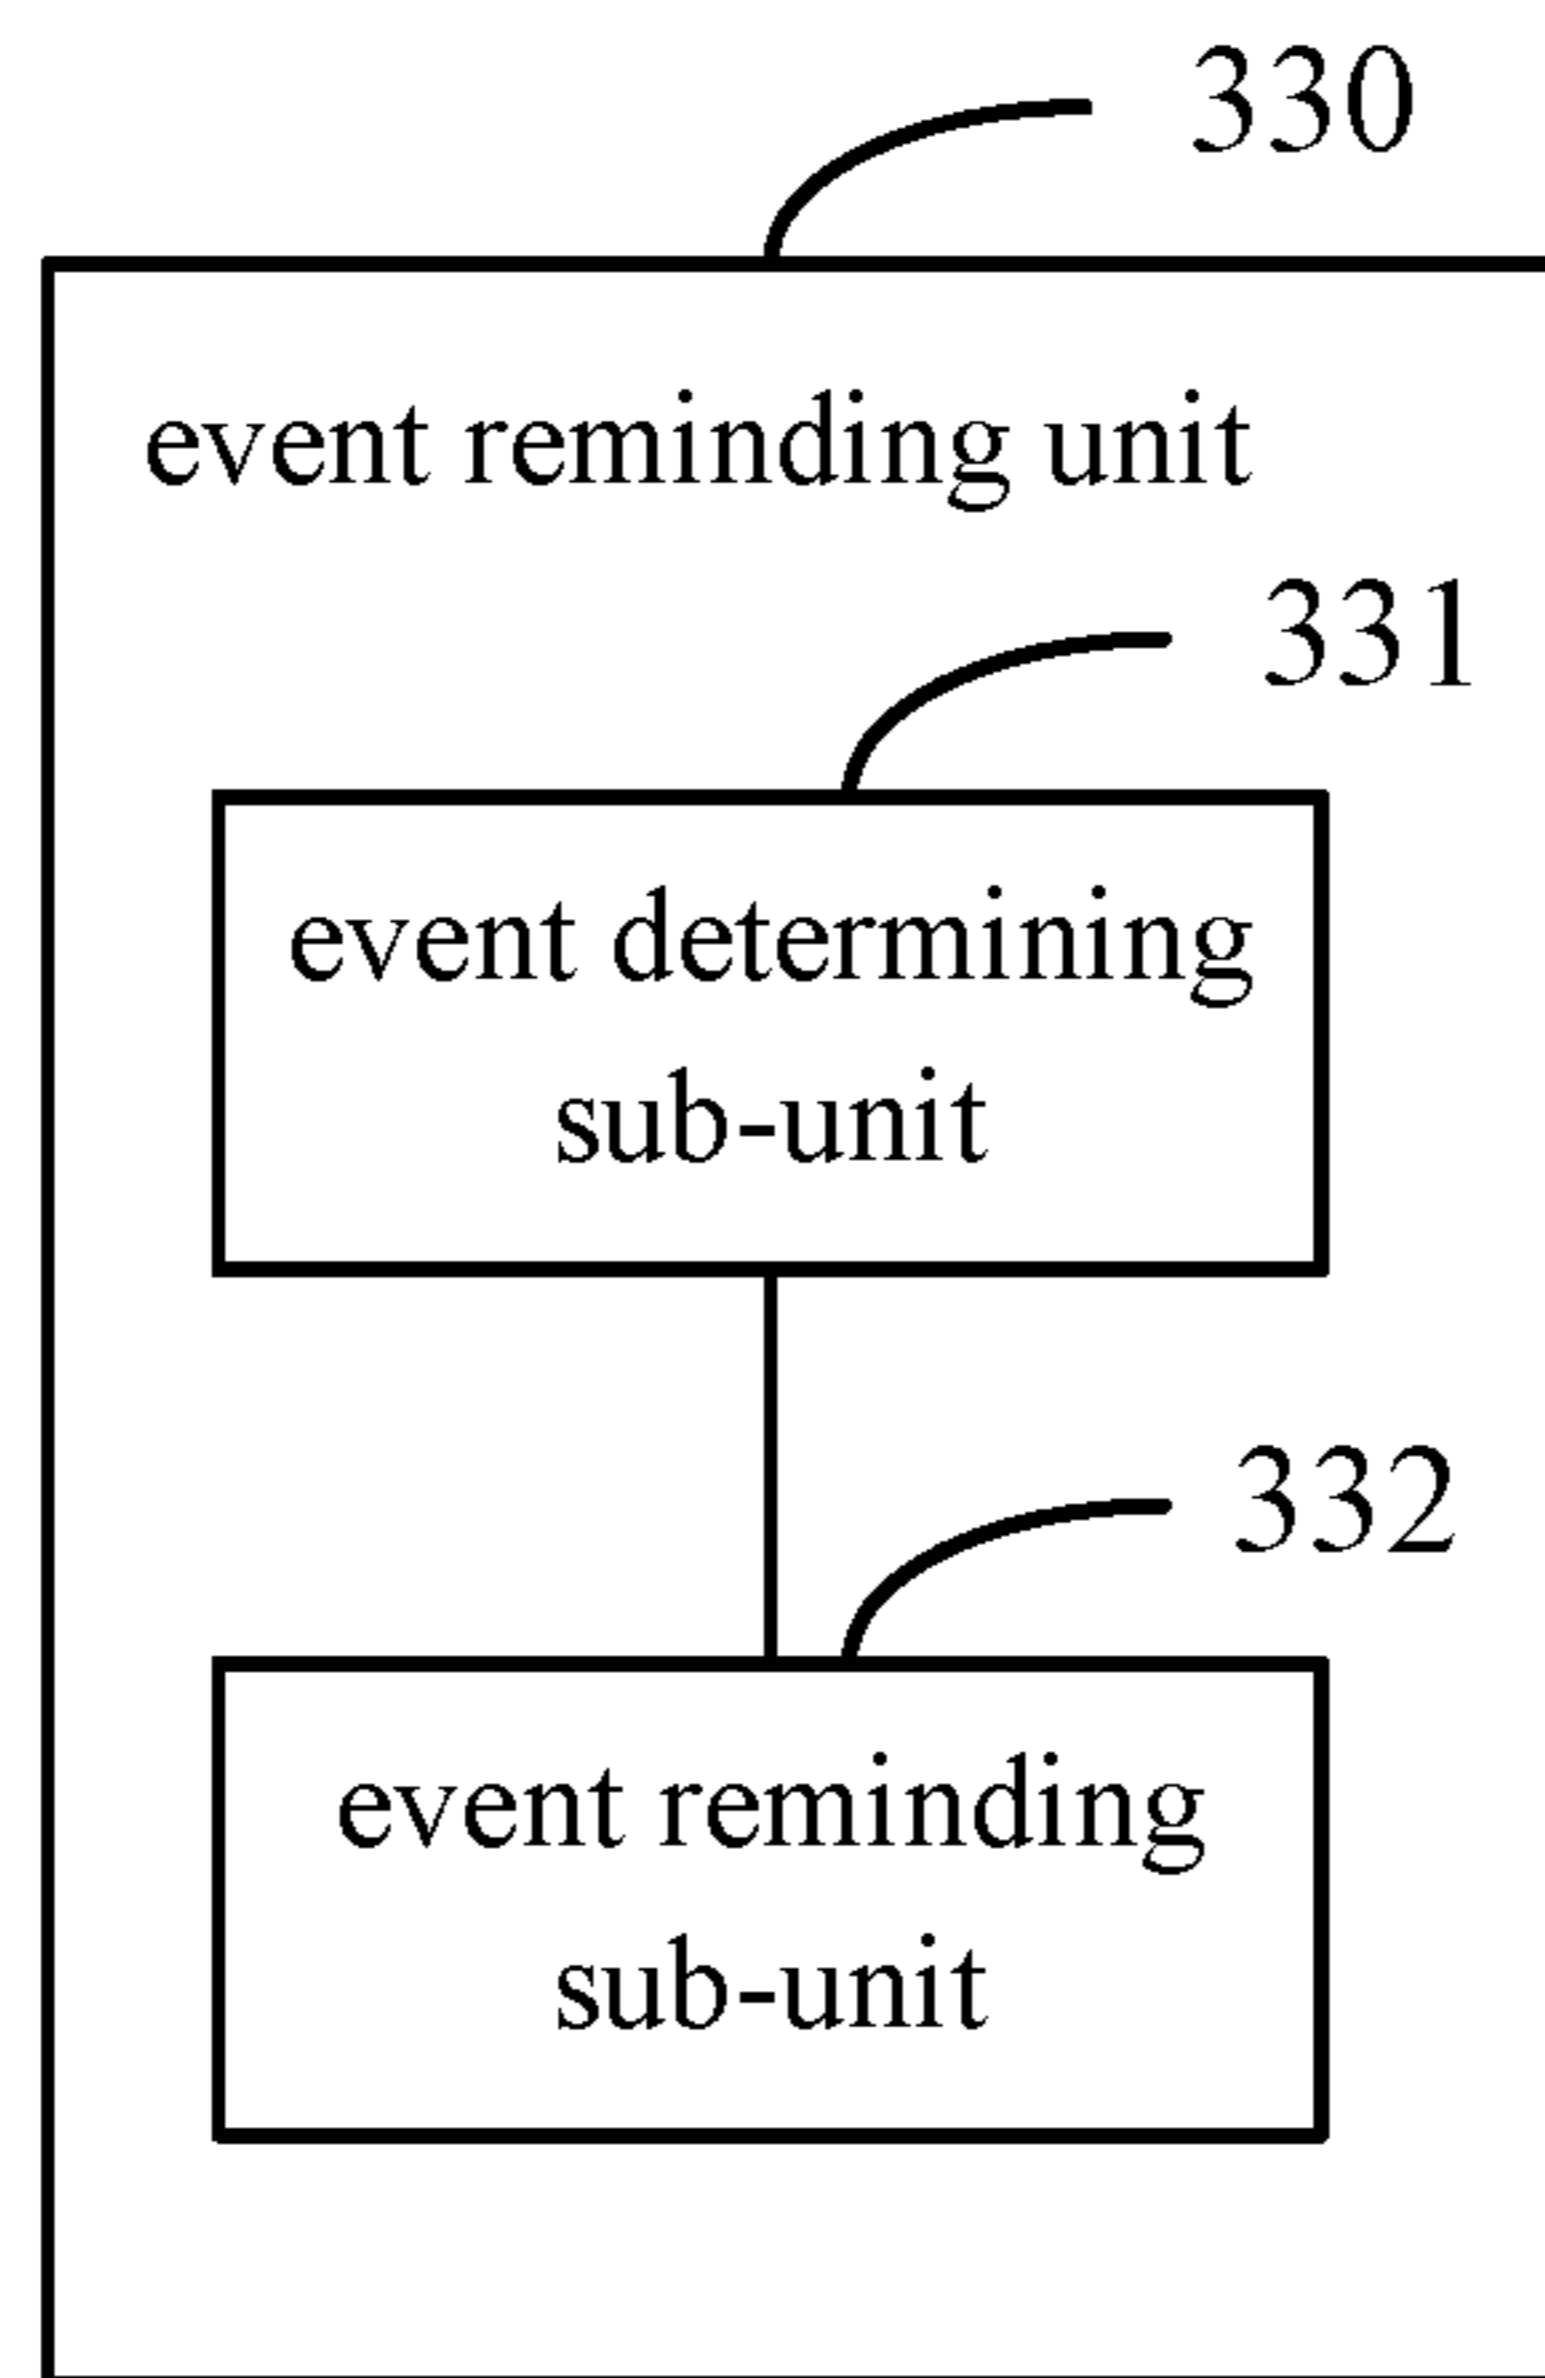 330
event reminding unit
331
event determining
sub-unit
332
event reminding
sub-unit